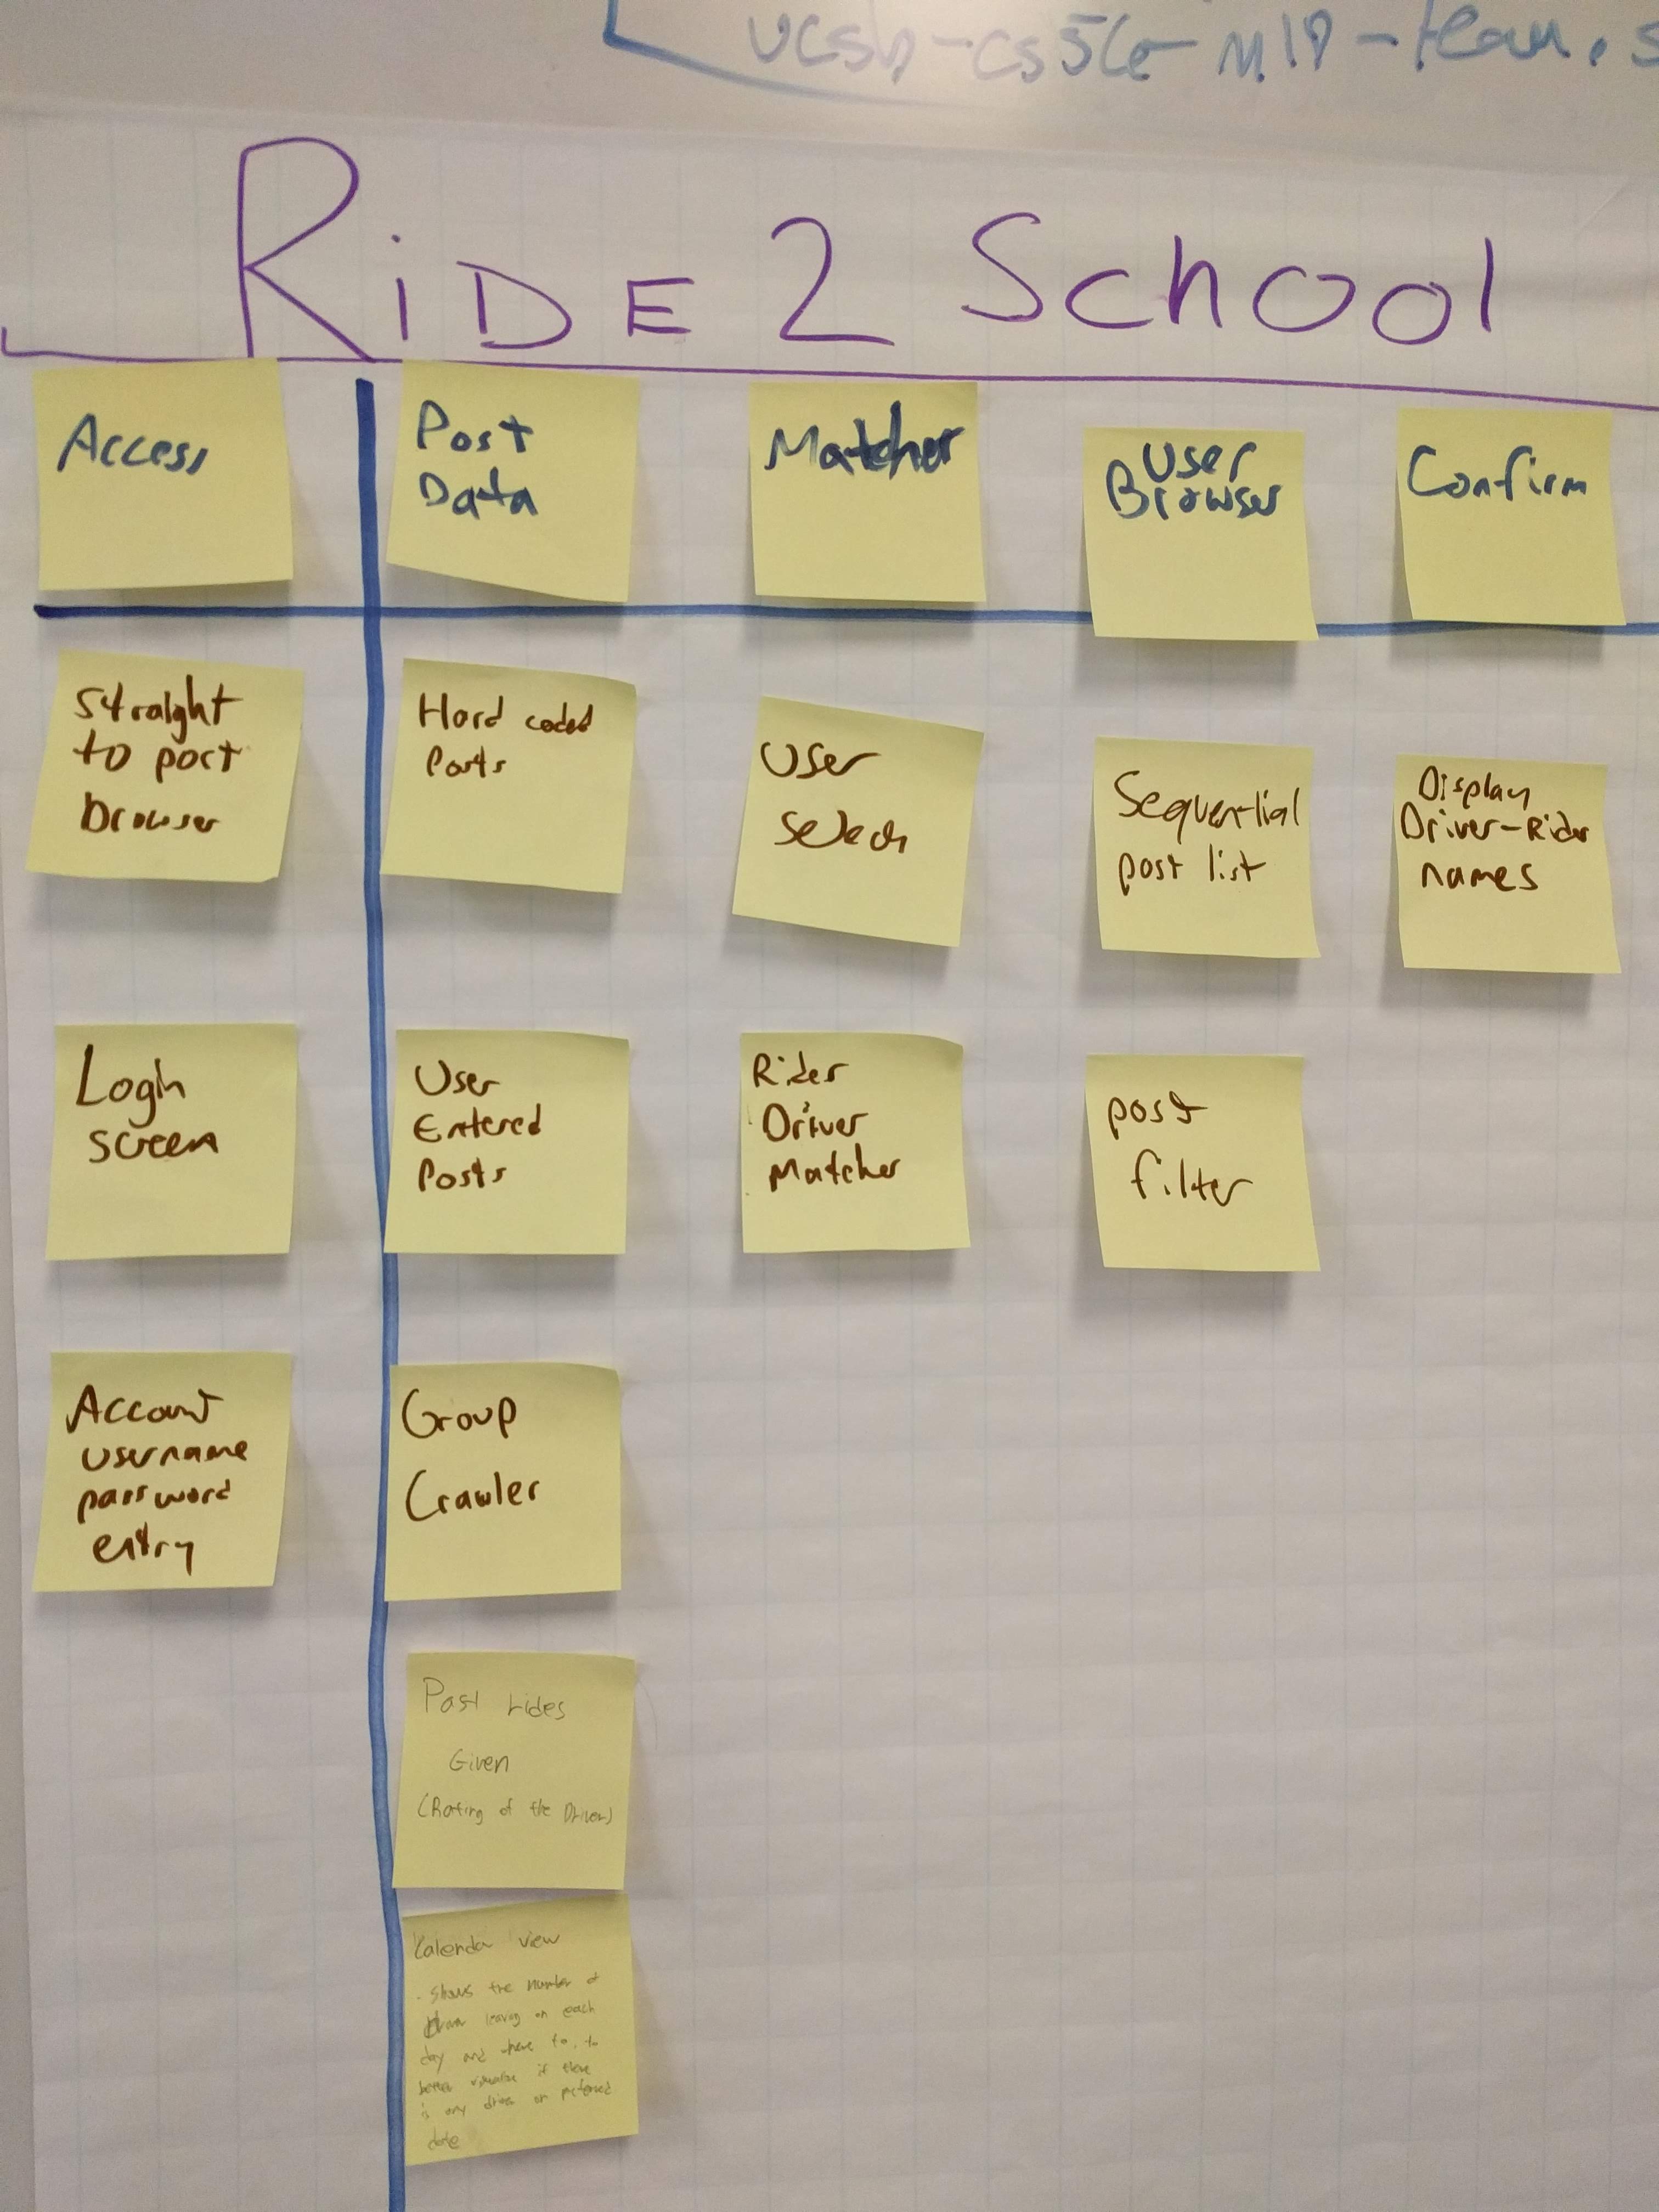 ucsb-cs56-m18-team.s
RiDE 2 School
Access
Post
Data
Matcher
User
Browser
Confirm
Straight
to post
browser
Hard coded
Posts
User
Select
Sequential
post list
Display
Driver-Rider
names
Login
screen
User
Entered
Posts
Rider
Driver
Matcher
post
filter
Account
username
password
entry
Group
Crawler
Past rides
Given
(Rating of the Driver)
Calendar view
. shows the number of
leaving on each
day and where to, to
better visualize if there
is any driver on preferred
date